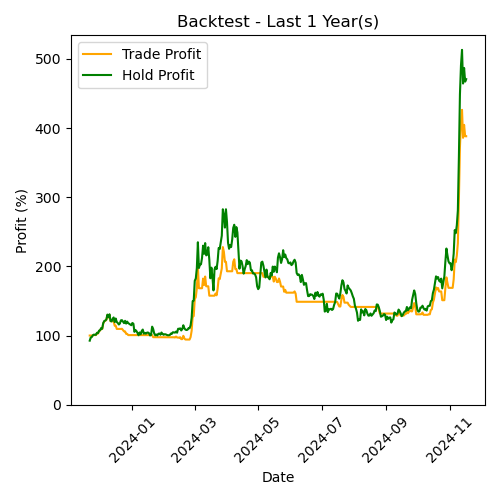 Backtest - Last 1 Year(s)
Trade Profit
Hold Profit
Profit (%)
500
400
300
200
100
0
2024-01
2024-03
2024-05
2024-07
2024-09
2024-11
Date